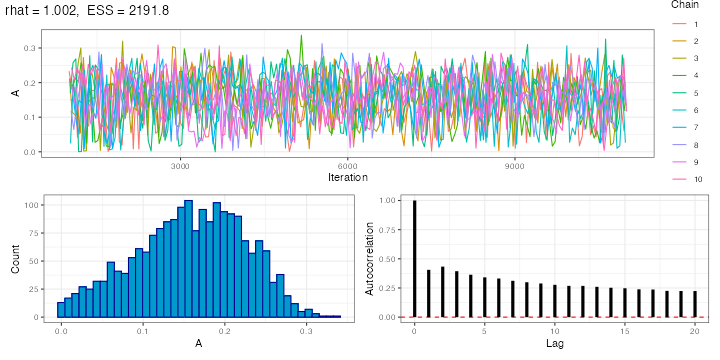 rhat = 1.002, ESS = 2191.8
Chain
1
2
3
4
5
6
7
8
9
10
A
0.3
0.2
0.1
0.0
3000 6000 9000
Iteration
Count
100
75
50
25
0
0.0 0.1 0.2 0.3
A
Autocorrelation
1.00
0.75
0.50
0.25
0.00
0 5 10 15 20
Lag